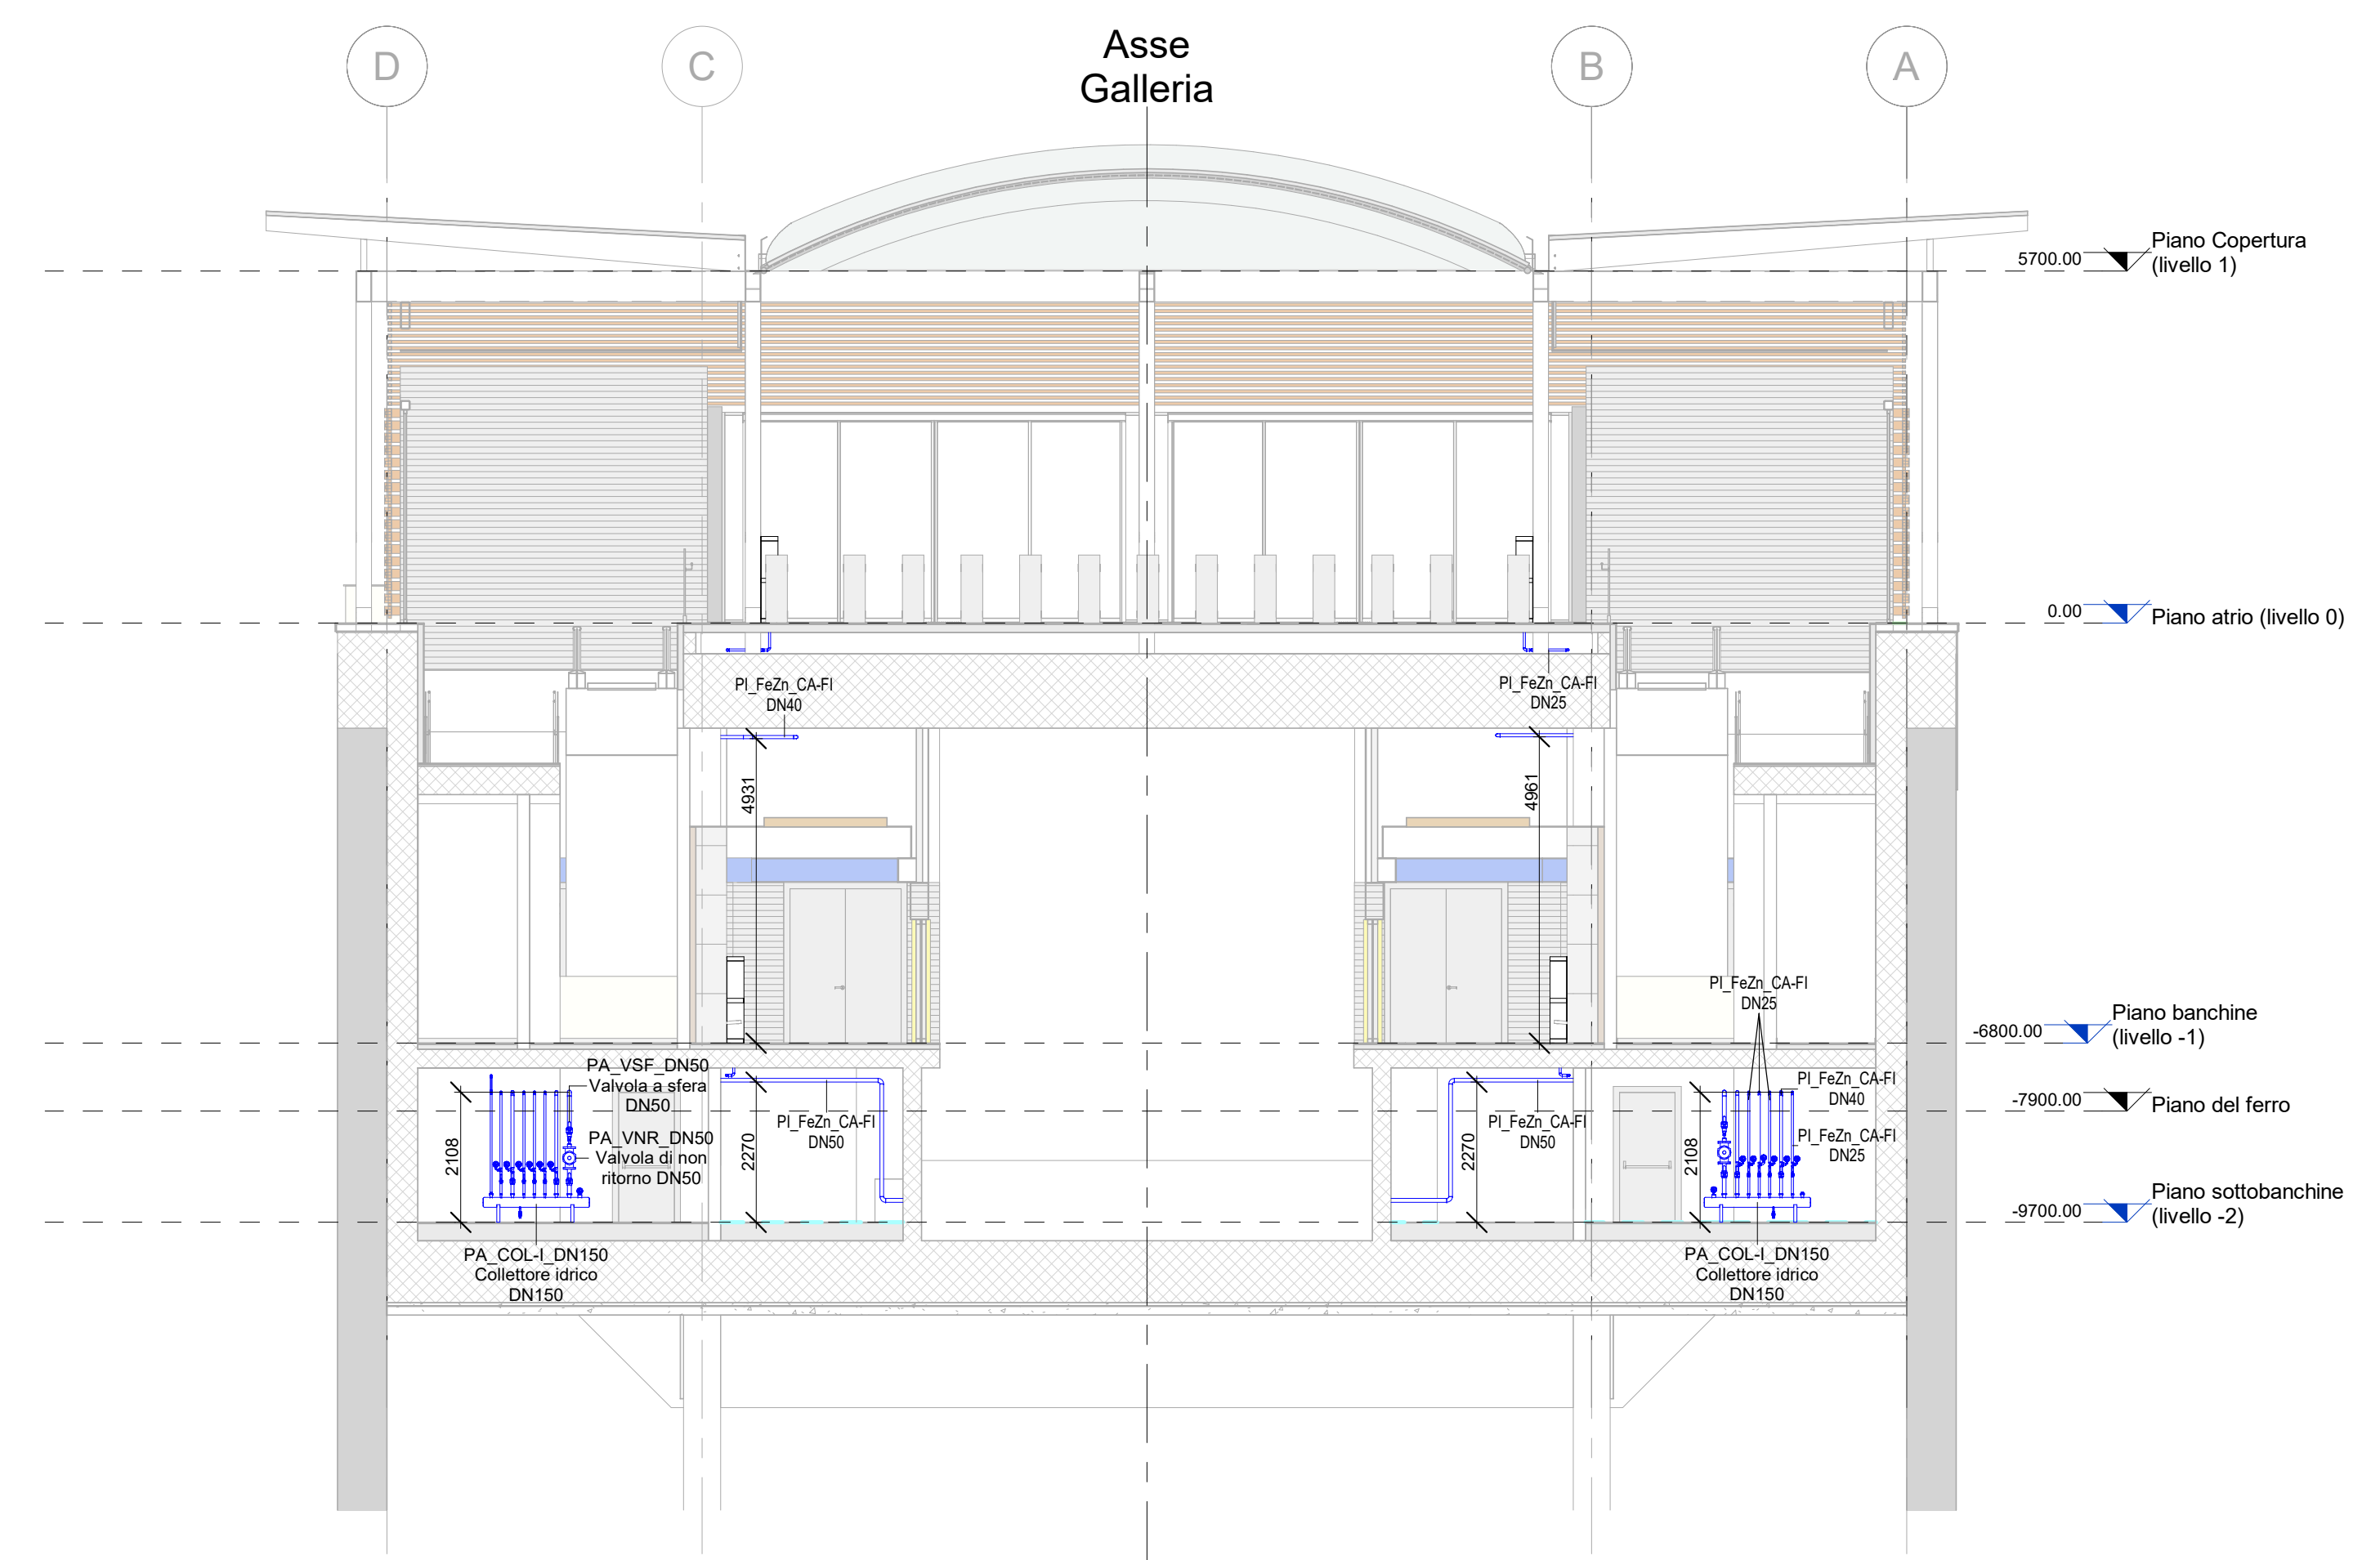 D
C
Asse
Galleria
B
A
5700.00
Piano Copertura
(livello 1)
0.00
Piano atrio (livello 0)
PI_FeZn_CA-FI
DN40
PI_FeZn_CA-FI
DN25
4931
4961
PI_FeZn_CA-FI
DN25
-6800.00
Piano banchine
(livello -1)
PA_VSF_DN50
Valvola a sfera
DN50
PA_VNR_DN50
Valvola di non
ritorno DN50
2108
2270
PI_FeZn_CA-FI
DN50
PI_FeZn_CA-FI
DN50
2270
2108
PI_FeZn_CA-FI
DN40
PI_FeZn_CA-FI
DN25
-7900.00
Piano del ferro
-9700.00
Piano sottobanchine
(livello -2)
PA_COL-I_DN150
Collettore idrico
DN150
PA_COL-I_DN150
Collettore idrico
DN150